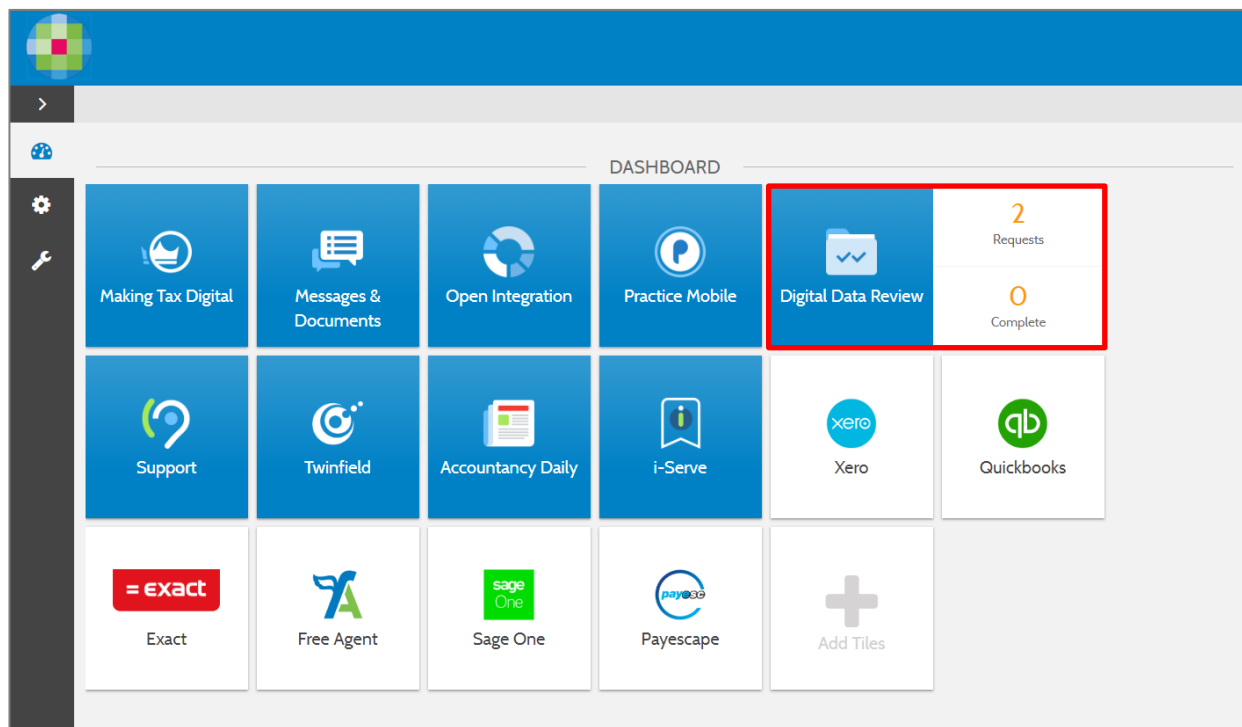 DASHBOARD
Making Tax Digital
Messages &
Documents
Open Integration
P
Practice Mobile
Digital Data Review
2
Requests
0
Complete
Support
Twinfield
Accountancy Daily
i
i-Serve
xero
Xero
qb
Quickbooks
= exact
Exact
Free Agent
sage
One
Sage One
payesc
Payescape
Add Tiles